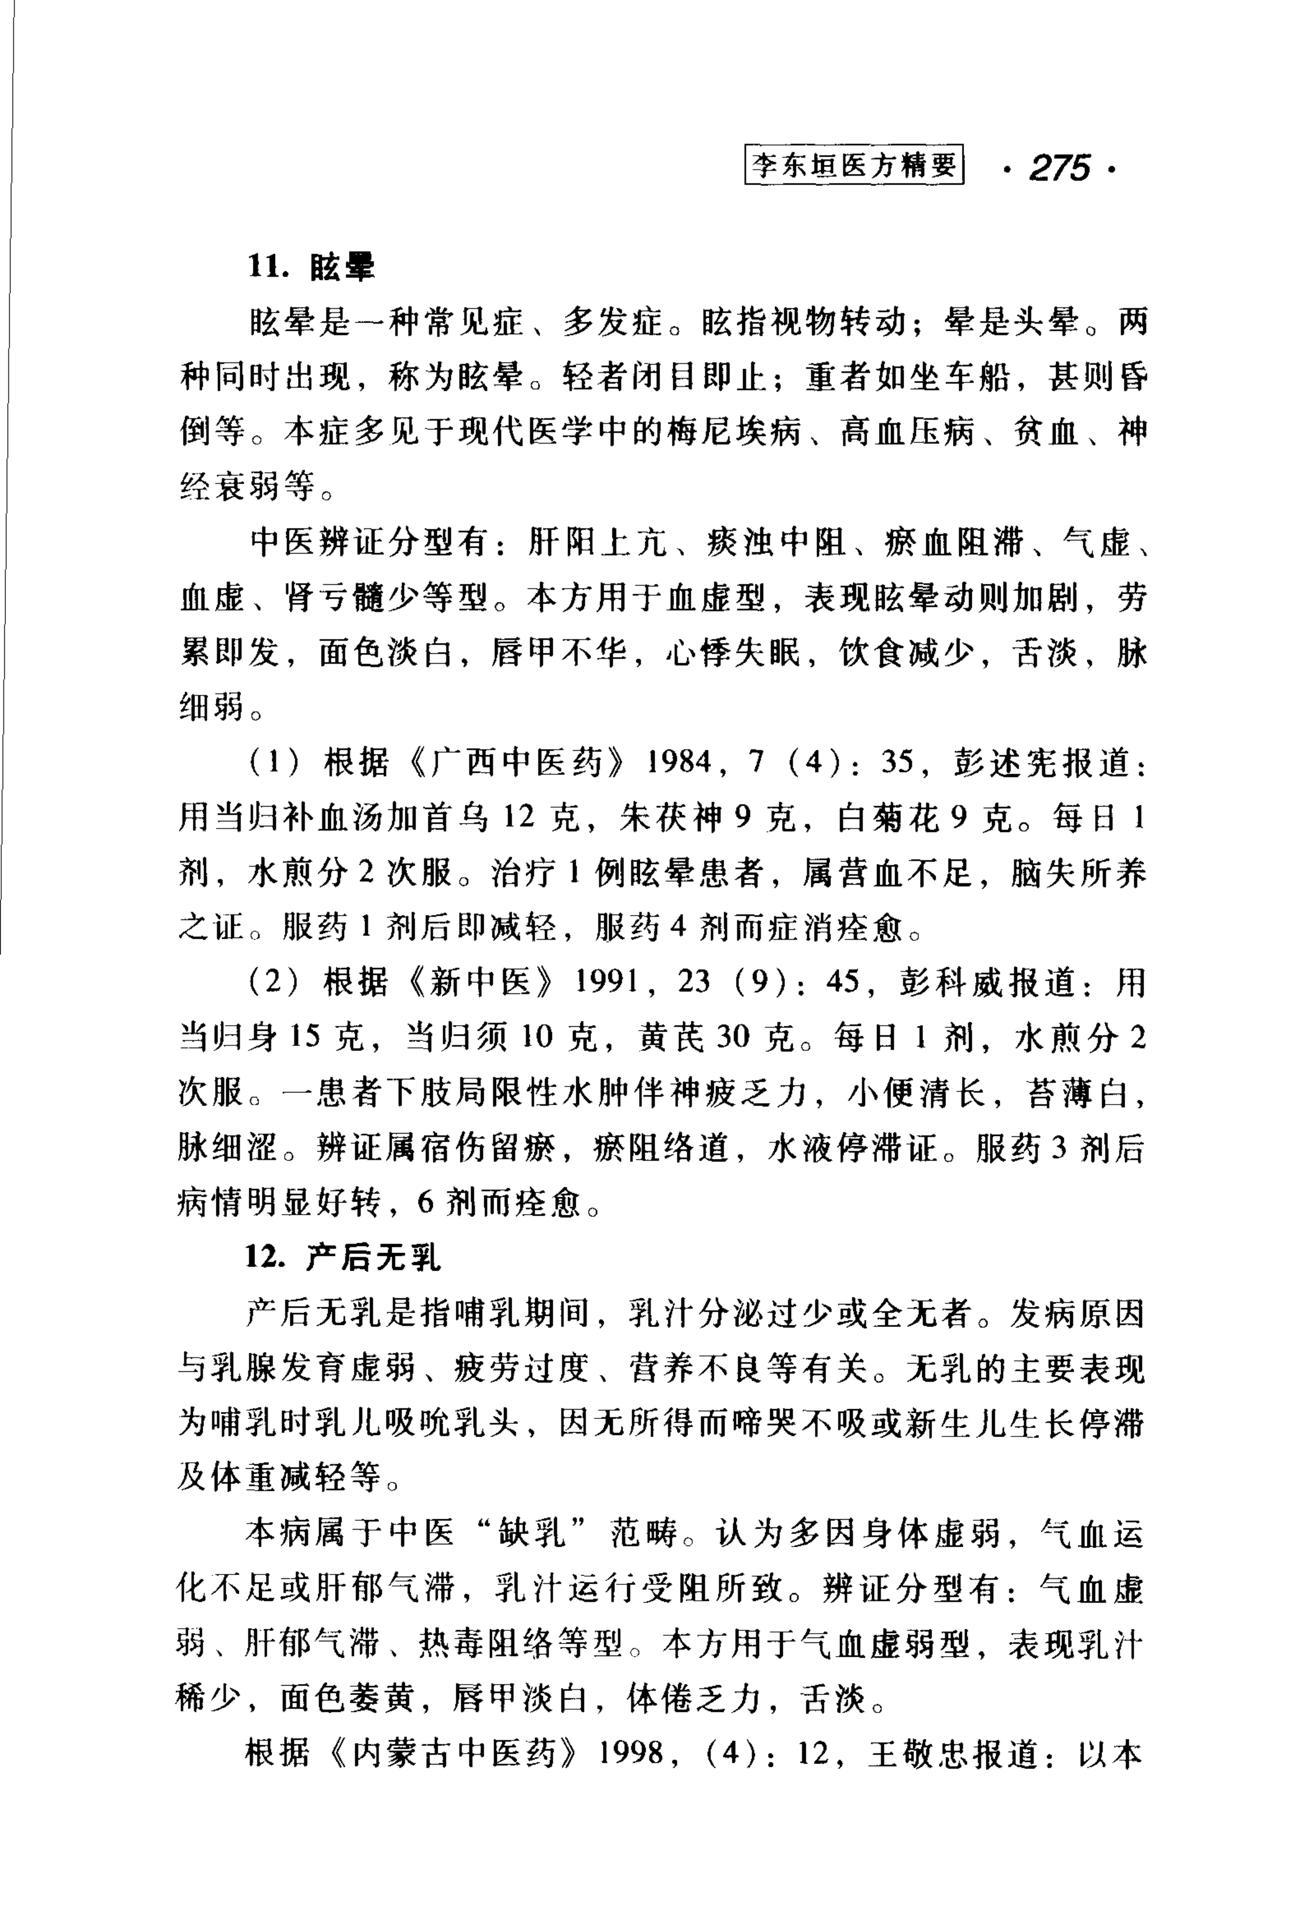 李东垣医方精要 · 275 ·
11. 眩晕
眩晕是一种常见症、多发症。眩指视物转动；晕是头晕。两
种同时出现，称为眩晕。轻者闭目即止；重者如坐车船，甚则昏
倒等。本症多见于现代医学中的梅尼埃病、高血压病、贫血、神
经衰弱等。
中医辨证分型有：肝阳上亢、痰浊中阻、瘀血阻滞、气虚、
血虚、肾亏髓少等型。本方用于血虚型，表现眩晕动则加剧，劳
累即发，面色淡白，唇甲不华，心悸失眠，饮食减少，舌淡，脉
细弱。
（1）根据《广西中医药》1984，7（4）：35，彭述宪报道：
用当归补血汤加首乌 12 克，朱茯神 9 克，白菊花 9 克。每日 1
剂，水煎分 2 次服。治疗 1 例眩晕患者，属营血不足，脑失所养
之证。服药 1 剂后即减轻，服药 4 剂而症消痊愈。
（2）根据《新中医》1991，23（9）：45，彭科威报道：用
当归身 15 克，当归须 10 克，黄芪 30 克。每日 1 剂，水煎分 2
次服。一患者下肢局限性水肿伴神疲乏力，小便清长，苔薄白，
脉细涩。辨证属宿伤留瘀，瘀阻络道，水液停滞证。服药 3 剂后
病情明显好转，6 剂而痊愈。
12. 产后无乳
产后无乳是指哺乳期间，乳汁分泌过少或全无者。发病原因
与乳腺发育虚弱、疲劳过度、营养不良等有关。无乳的主要表现
为哺乳时乳儿吸吮乳头，因无所得而啼哭不吸或新生儿生长停滞
及体重减轻等。
本病属于中医“缺乳”范畴。认为多因身体虚弱，气血运
化不足或肝郁气滞，乳汁运行受阻所致。辨证分型有：气血虚
弱、肝郁气滞、热毒阻络等型。本方用于气血虚弱型，表现乳汁
稀少，面色萎黄，唇甲淡白，体倦乏力，舌淡。
根据《内蒙古中医药》1998，（4）：12，王敬忠报道：以本